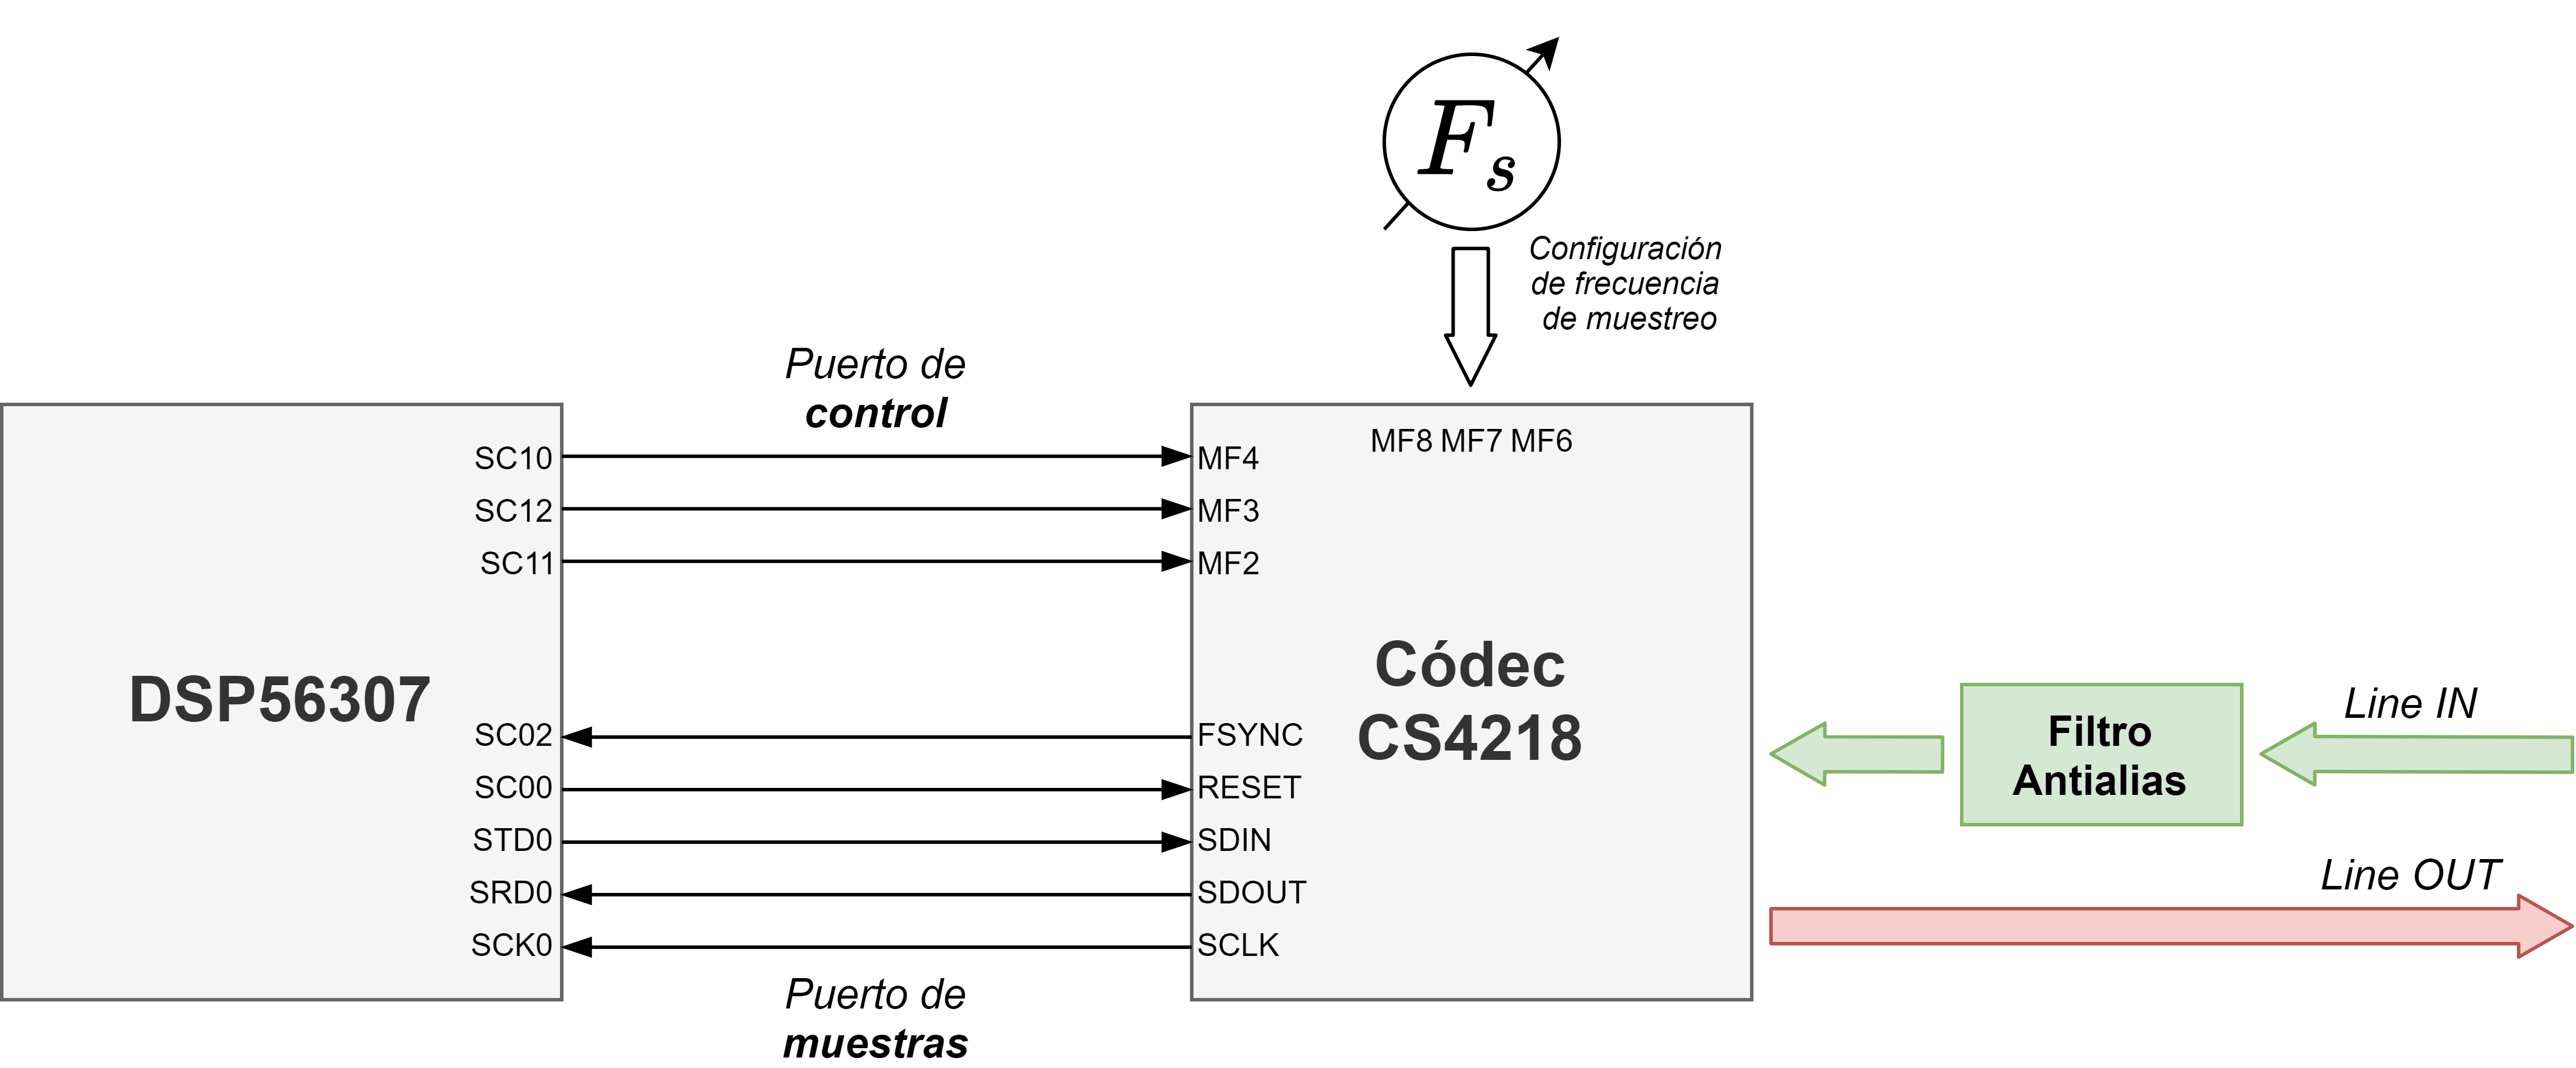 Fs
Configuración
de frecuencia
de muestreo
Puerto de
control
MF8 MF7 MF6
SC10
MF4
SC12
MF3
SC11
MF2
DSP56307
Códec
CS4218
SC02
FSYNC
SC00
RESET
STD0
SDIN
SRD0
SDOUT
SCK0
SCLK
Filtro
Antialias
Line IN
Line OUT
Puerto de
muestras